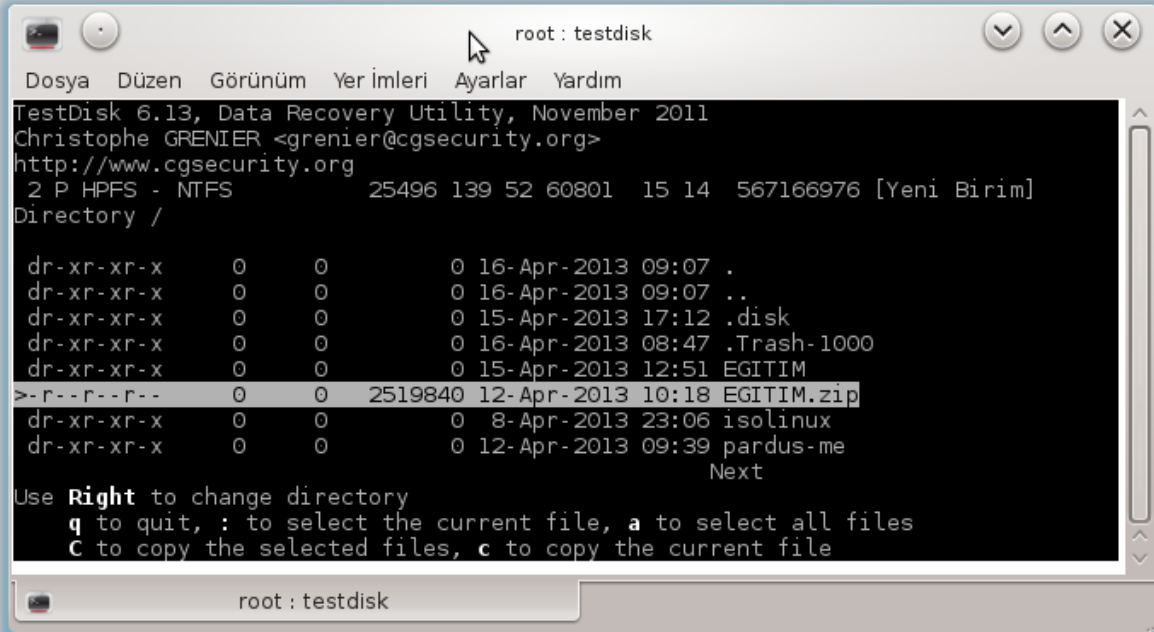 root : testdisk
Dosya Düzen Görünüm Yer İmleri Ayarlar Yardım
TestDisk 6.13, Data Recovery Utility, November 2011
Christophe GRENIER <grenier@cgsecurity.org>
http://www.cgsecurity.org
2 P HPFS - NTFS 25496 139 52 60801 15 14 567166976 [Yeni Birim]
Directory /
dr-xr-xr-x 0 0 0 16-Apr-2013 09:07 .
dr-xr-xr-x 0 0 0 16-Apr-2013 09:07 ..
dr-xr-xr-x 0 0 0 15-Apr-2013 17:12 .disk
dr-xr-xr-x 0 0 0 16-Apr-2013 08:47 .Trash-1000
dr-xr-xr-x 0 0 0 15-Apr-2013 12:51 EGITIM
>-r--r--r-- 0 0 2519840 12-Apr-2013 10:18 EGITIM.zip
dr-xr-xr-x 0 0 0 8-Apr-2013 23:06 isolinux
dr-xr-xr-x 0 0 0 12-Apr-2013 09:39 pardus-me
Next
Use Right to change directory
q to quit, : to select the current file, a to select all files
C to copy the selected files, c to copy the current file
root : testdisk